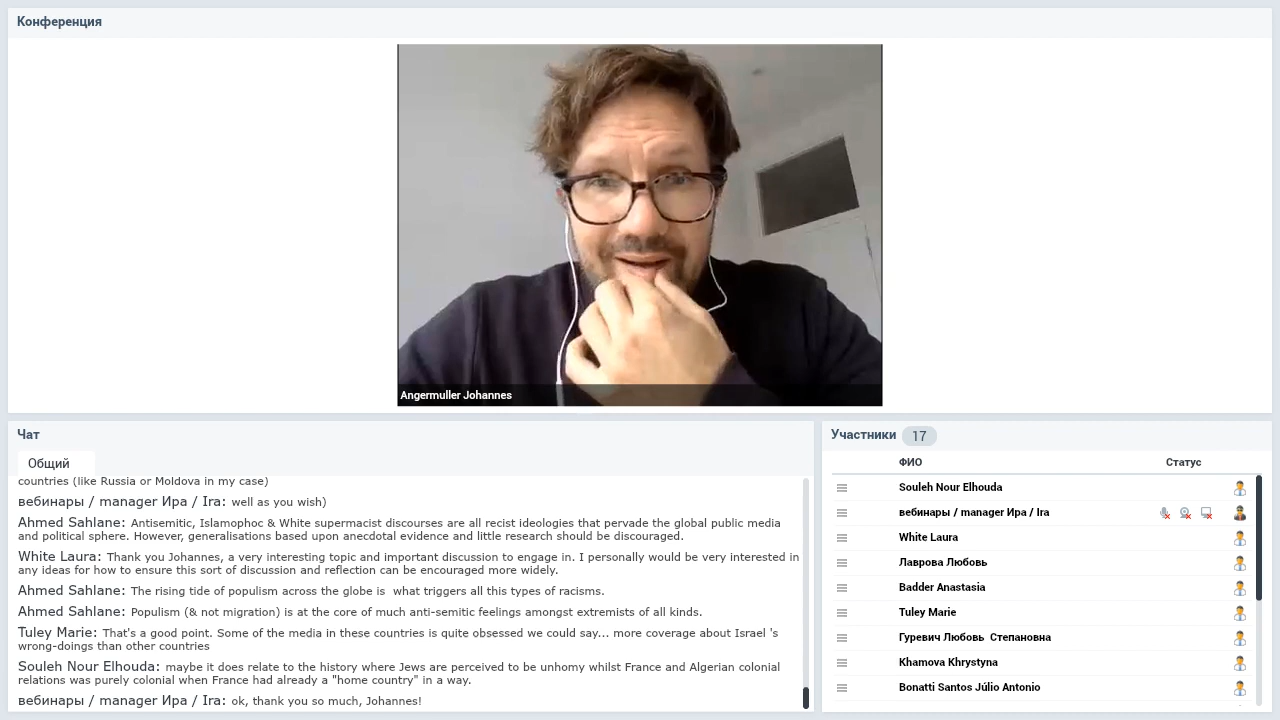 Конференция
Angermuller Johannes
Чат
Общий
countries (like Russia or Moldova in my case)
вебинары / manager Ира / Ira: well as you wish)
Ahmed Sahlane: Antisemitic, Islamophoc & White supermacist discourses are all recist ideologies that pervade the global public media
and political sphere. However, generalisations based upon anecdotal evidence and little research should be discouraged.
White Laura: Thank you Johannes, a very interesting topic and important discussion to engage in. I personally would be very interested in
any ideas for how to ensure this sort of discussion and reflection can be encouraged more widely.
Ahmed Sahlane: The rising tide of populism across the globe is  what triggers all this types of racisms.
Ahmed Sahlane: Populism (& not migration) is at the core of much anti-semitic feelings amongst extremists of all kinds.
Tuley Marie: That's a good point. Some of the media in these countries is quite obsessed we could say... more coverage about Israel 's
wrong-doings than other countries
Souleh Nour Elhouda: maybe it does relate to the history where Jews are perceived to be unhomy whilst France and Algerian colonial
relations was purely colonial when France had already a "home country" in a way.
вебинары / manager Ира / Ira: ok, thank you so much, Johannes!
Участники 17
ФИО Статус
Souleh Nour Elhouda
вебинары / manager Ира / Ira
White Laura
Лаврова Любовь
Badder Anastasia
Tuley Marie
Гуревич Любовь  Степановна
Khamova Khrystyna
Bonatti Santos Júlio Antonio